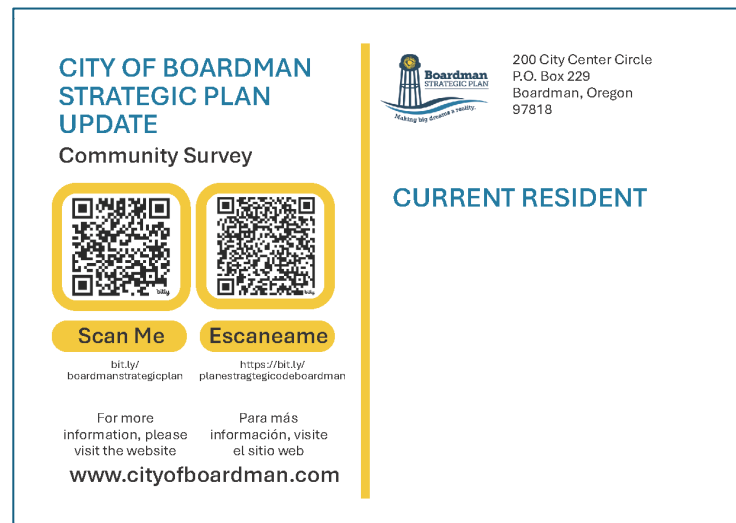 CITY OF BOARDMAN
STRATEGIC PLAN
UPDATE
Community Survey
bitly
bitly
Scan Me
Escaneame
bit.ly/
boardmanstrategicplan
https://bit.ly/
planestragtegicodeboardman
For more
information, please
visit the website
Para más
información, visite
el sitio web
www.cityofboardman.com
Boardman
STRATEGIC PLAN
Making big dreams a reality.
200 City Center Circle
P.O. Box 229
Boardman, Oregon
97818
CURRENT RESIDENT